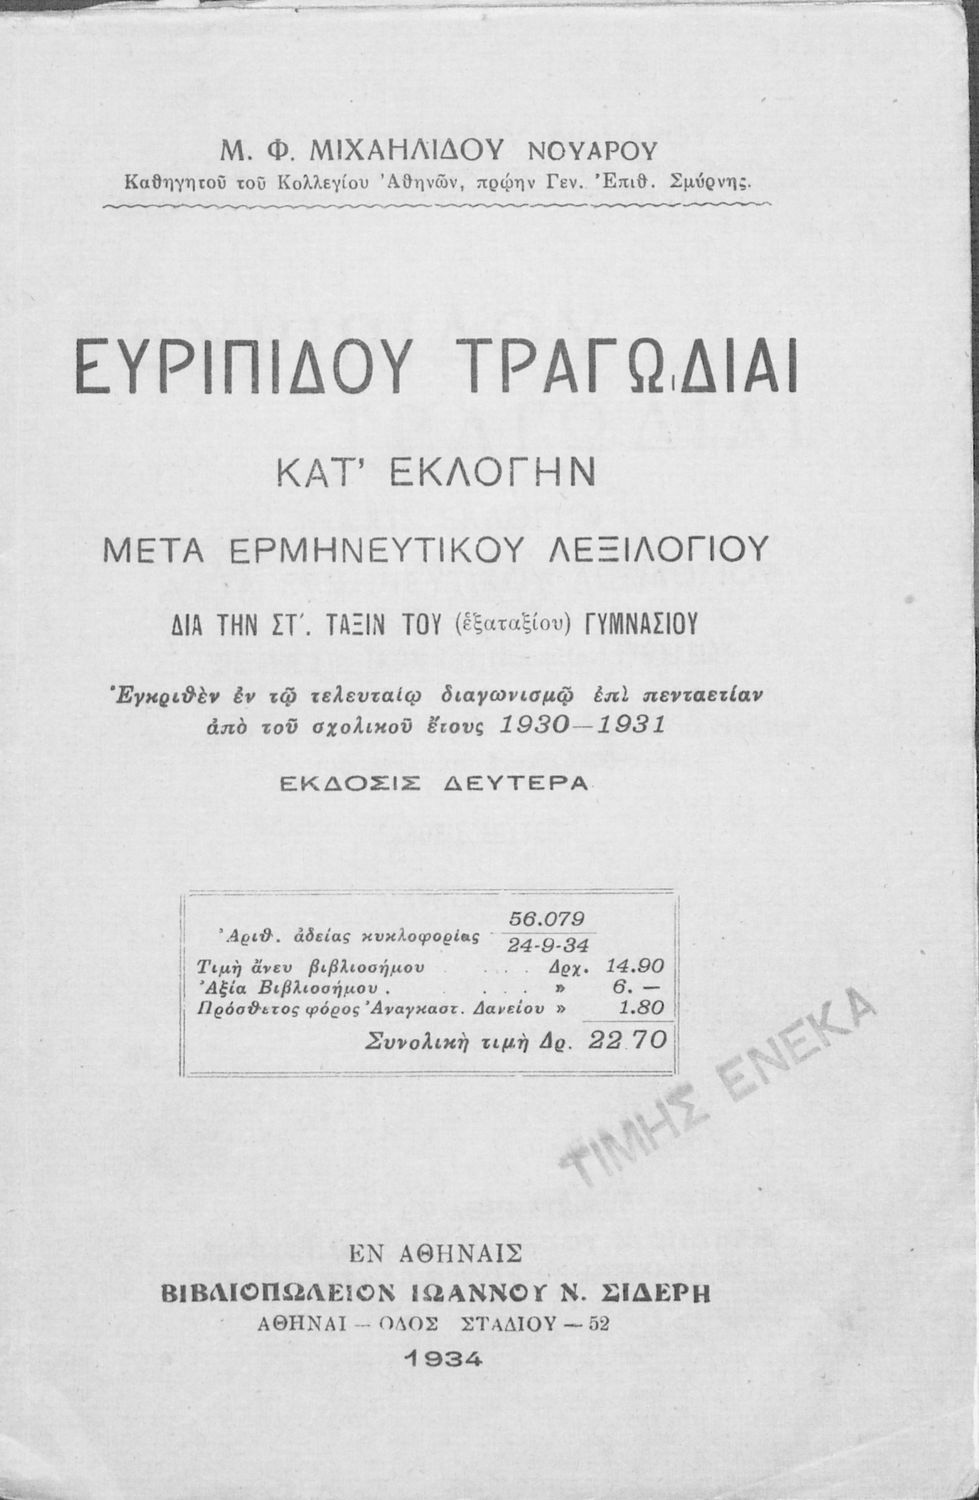 Μ. Φ. ΜΙΧΑΗΛΙΔΟΥ ΝΟΥΑΡΟΥ
Καθηγητοῦ τοῦ Κολλεγίου Ἀθηνῶν, πρῴην Γεν. Ἐπιθ. Σμύρνης.
ΕΥΡΙΠΙΔΟΥ ΤΡΑΓΩιΔΙΑΙ
ΚΑΤ' ΕΚΛΟΓΗΝ
ΜΕΤΑ ΕΡΜΗΝΕΥΤΙΚΟΥ ΛΕΞΙΛΟΓΙΟΥ
ΔΙΑ ΤΗΝ ΣΤ΄. ΤΑΞΙΝ ΤΟΥ (ἑξαταξίου) ΓΥΜΝΑΣΙΟΥ
Ἐγκριθὲν ἐν τῷ τελευταίῳ διαγωνισμῷ ἐπὶ πενταετίαν
ἀπὸ τοῦ σχολικοῦ ἔτους 1930—1931
ΕΚΔΟΣΙΣ ΔΕΥΤΕΡΑ
Ἀριθ. ἀδείας κυκλοφορίας 56.079
24-9-34
Τιμὴ ἄνευ βιβλιοσήμου . . . Δρχ. 14.90
Ἀξία Βιβλιοσήμου . . . . » 6. —
Πρόσθετος φόρος Ἀναγκαστ. Δανείου » 1.80
Συνολικὴ τιμὴ Δρ. 22.70
ΤΙΜΗΣ ΕΝΕΚΑ
ΕΝ ΑΘΗΝΑΙΣ
ΒΙΒΛΙΟΠΩΛΕΙΟΝ ΙΩΑΝΝΟΥ Ν. ΣΙΔΕΡΗ
ΑΘΗΝΑΙ — ΟΔΟΣ ΣΤΑΔΙΟΥ — 52
1934